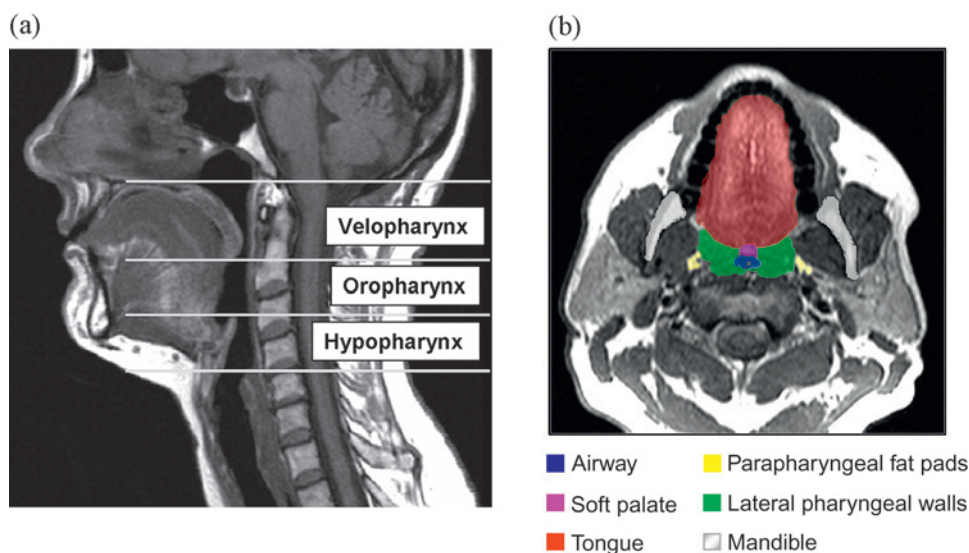 (a)
Velopharynx
Oropharynx
Hypopharynx
(b)
Airway
Parapharyngeal fat pads
Soft palate
Lateral pharyngeal walls
Tongue
Mandible